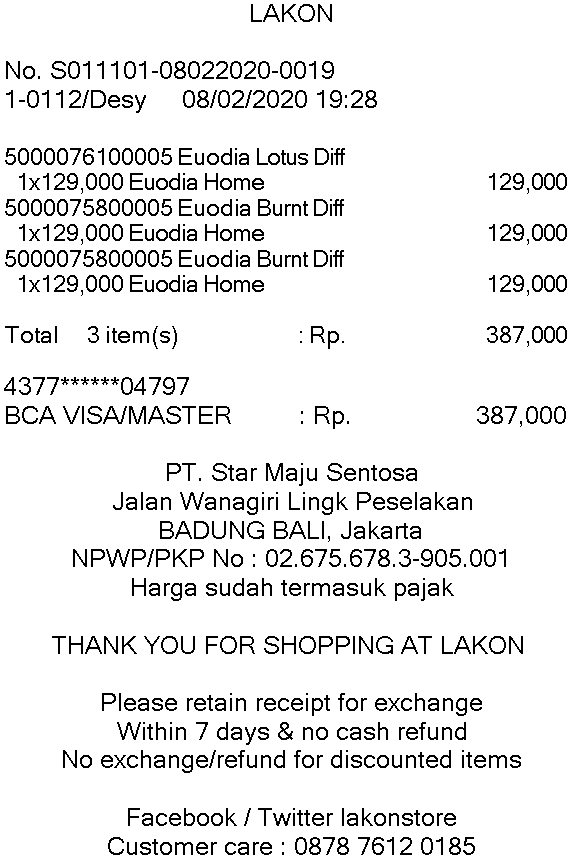 LAKON
No. S011101-08022020-0019
1-0112/Desy 08/02/2020 19:28
5000076100005 Euodia Lotus Diff
1x129,000 Euodia Home 129,000
5000075800005 Euodia Burnt Diff
1x129,000 Euodia Home 129,000
5000075800005 Euodia Burnt Diff
1x129,000 Euodia Home 129,000
Total 3 item(s) : Rp. 387,000
4377******04797
BCA VISA/MASTER : Rp. 387,000
PT. Star Maju Sentosa
Jalan Wanagiri Lingk Peselakan
BADUNG BALI, Jakarta
NPWP/PKP No : 02.675.678.3-905.001
Harga sudah termasuk pajak
THANK YOU FOR SHOPPING AT LAKON
Please retain receipt for exchange
Within 7 days & no cash refund
No exchange/refund for discounted items
Facebook / Twitter lakonstore
Customer care : 0878 7612 0185